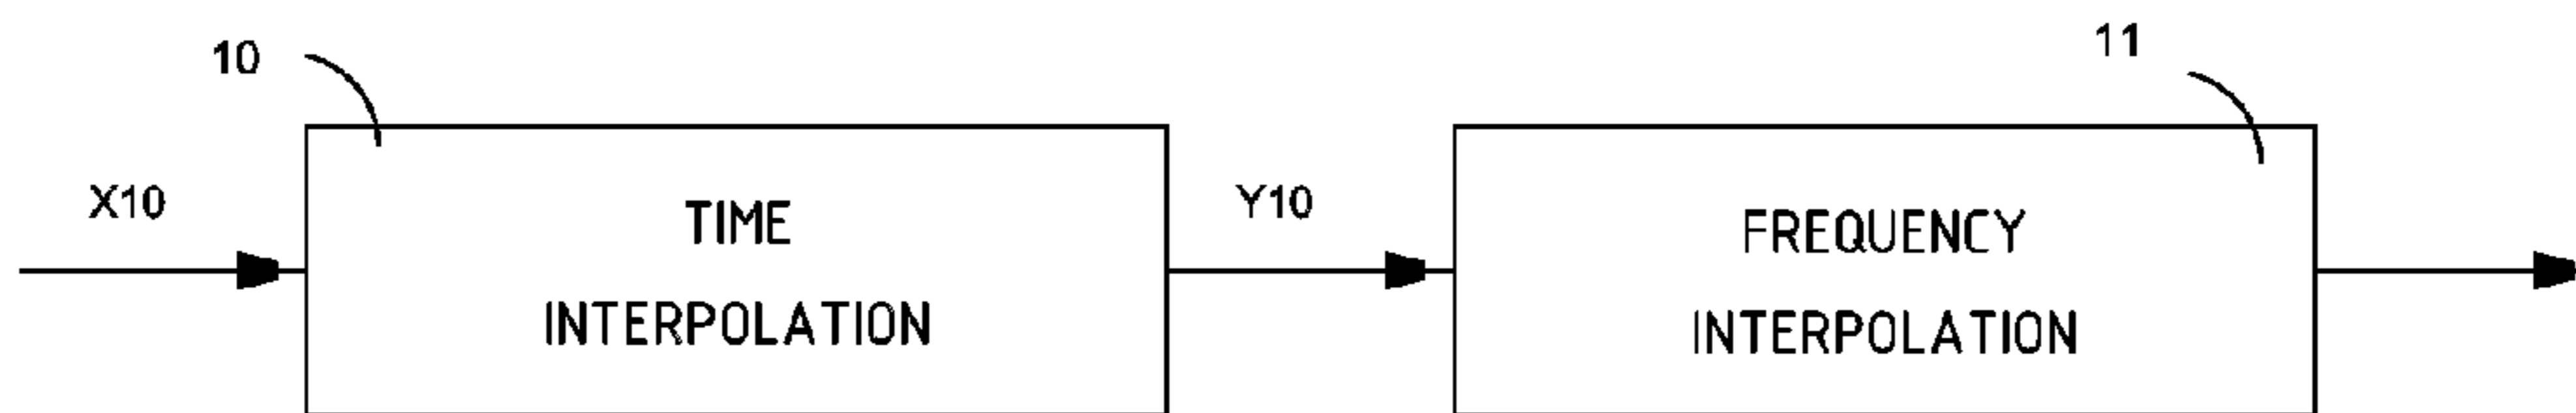 10
11
X10
TIME
INTERPOLATION
Y10
FREQUENCY
INTERPOLATION